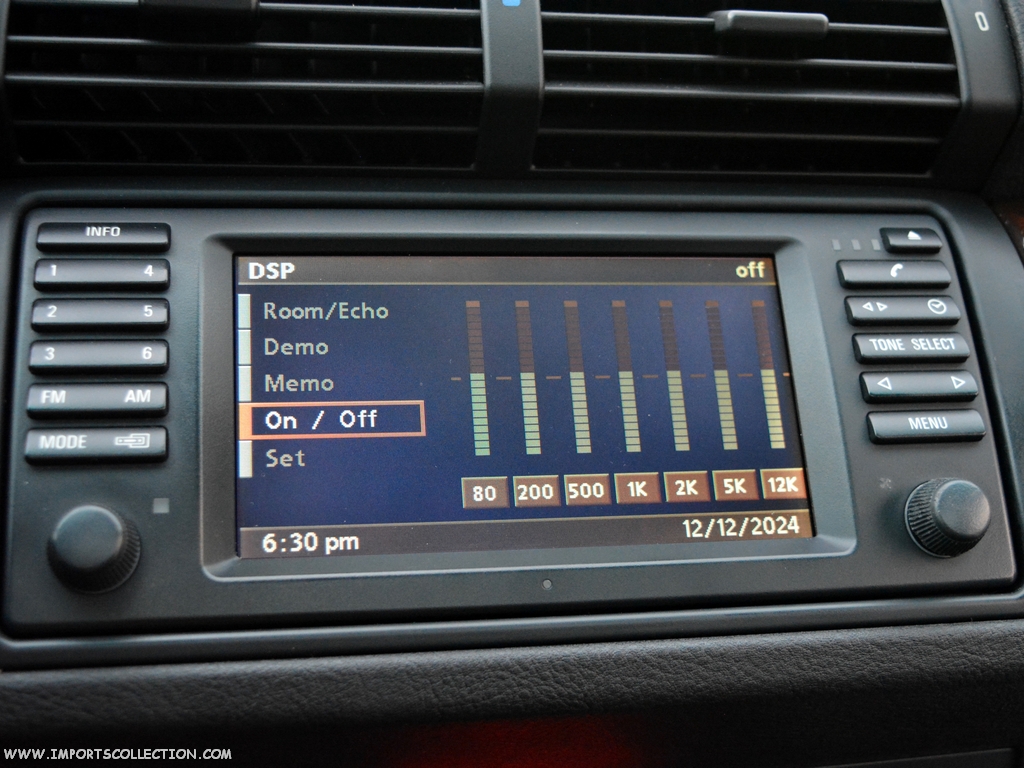 0
INFO
1 4
2 5
3 6
FM AM
MODE
DSP off
Room/Echo
Demo
Memo
On / Off
Set
80 200 500 1K 2K 5K 12K
6:30 pm 12/12/2024
TONE SELECT
MENU
WWW.IMPORTSCOLLECTION.COM